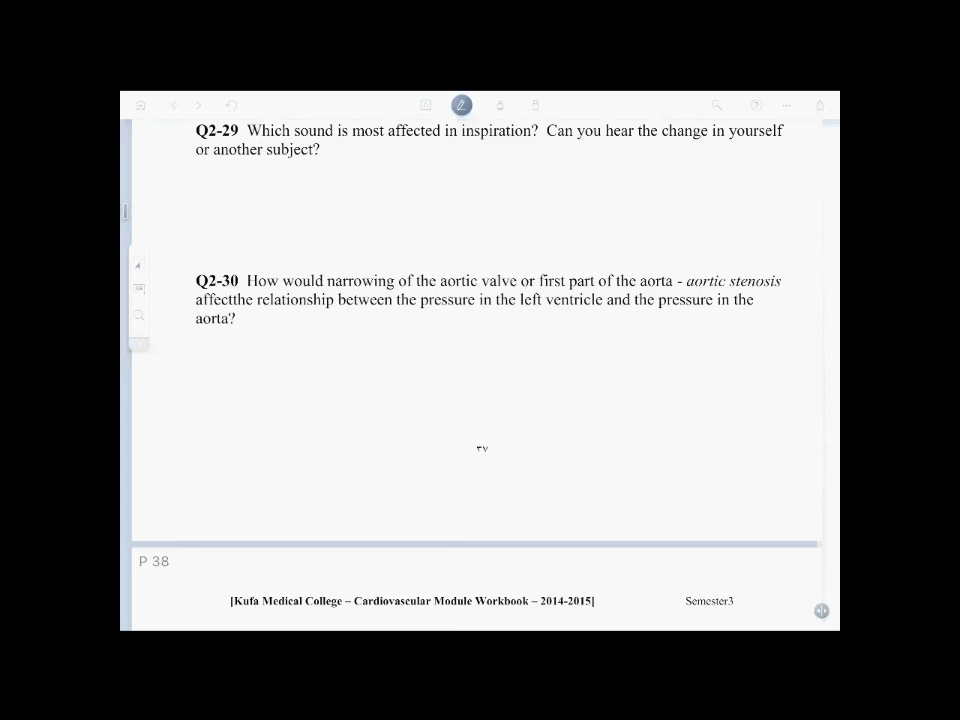 Q2-29 Which sound is most affected in inspiration? Can you hear the change in yourself
or another subject?
Q2-30 How would narrowing of the aortic valve or first part of the aorta - aortic stenosis
affectthe relationship between the pressure in the left ventricle and the pressure in the
aorta?
٣٧
P 38
[Kufa Medical College – Cardiovascular Module Workbook – 2014-2015] Semester3